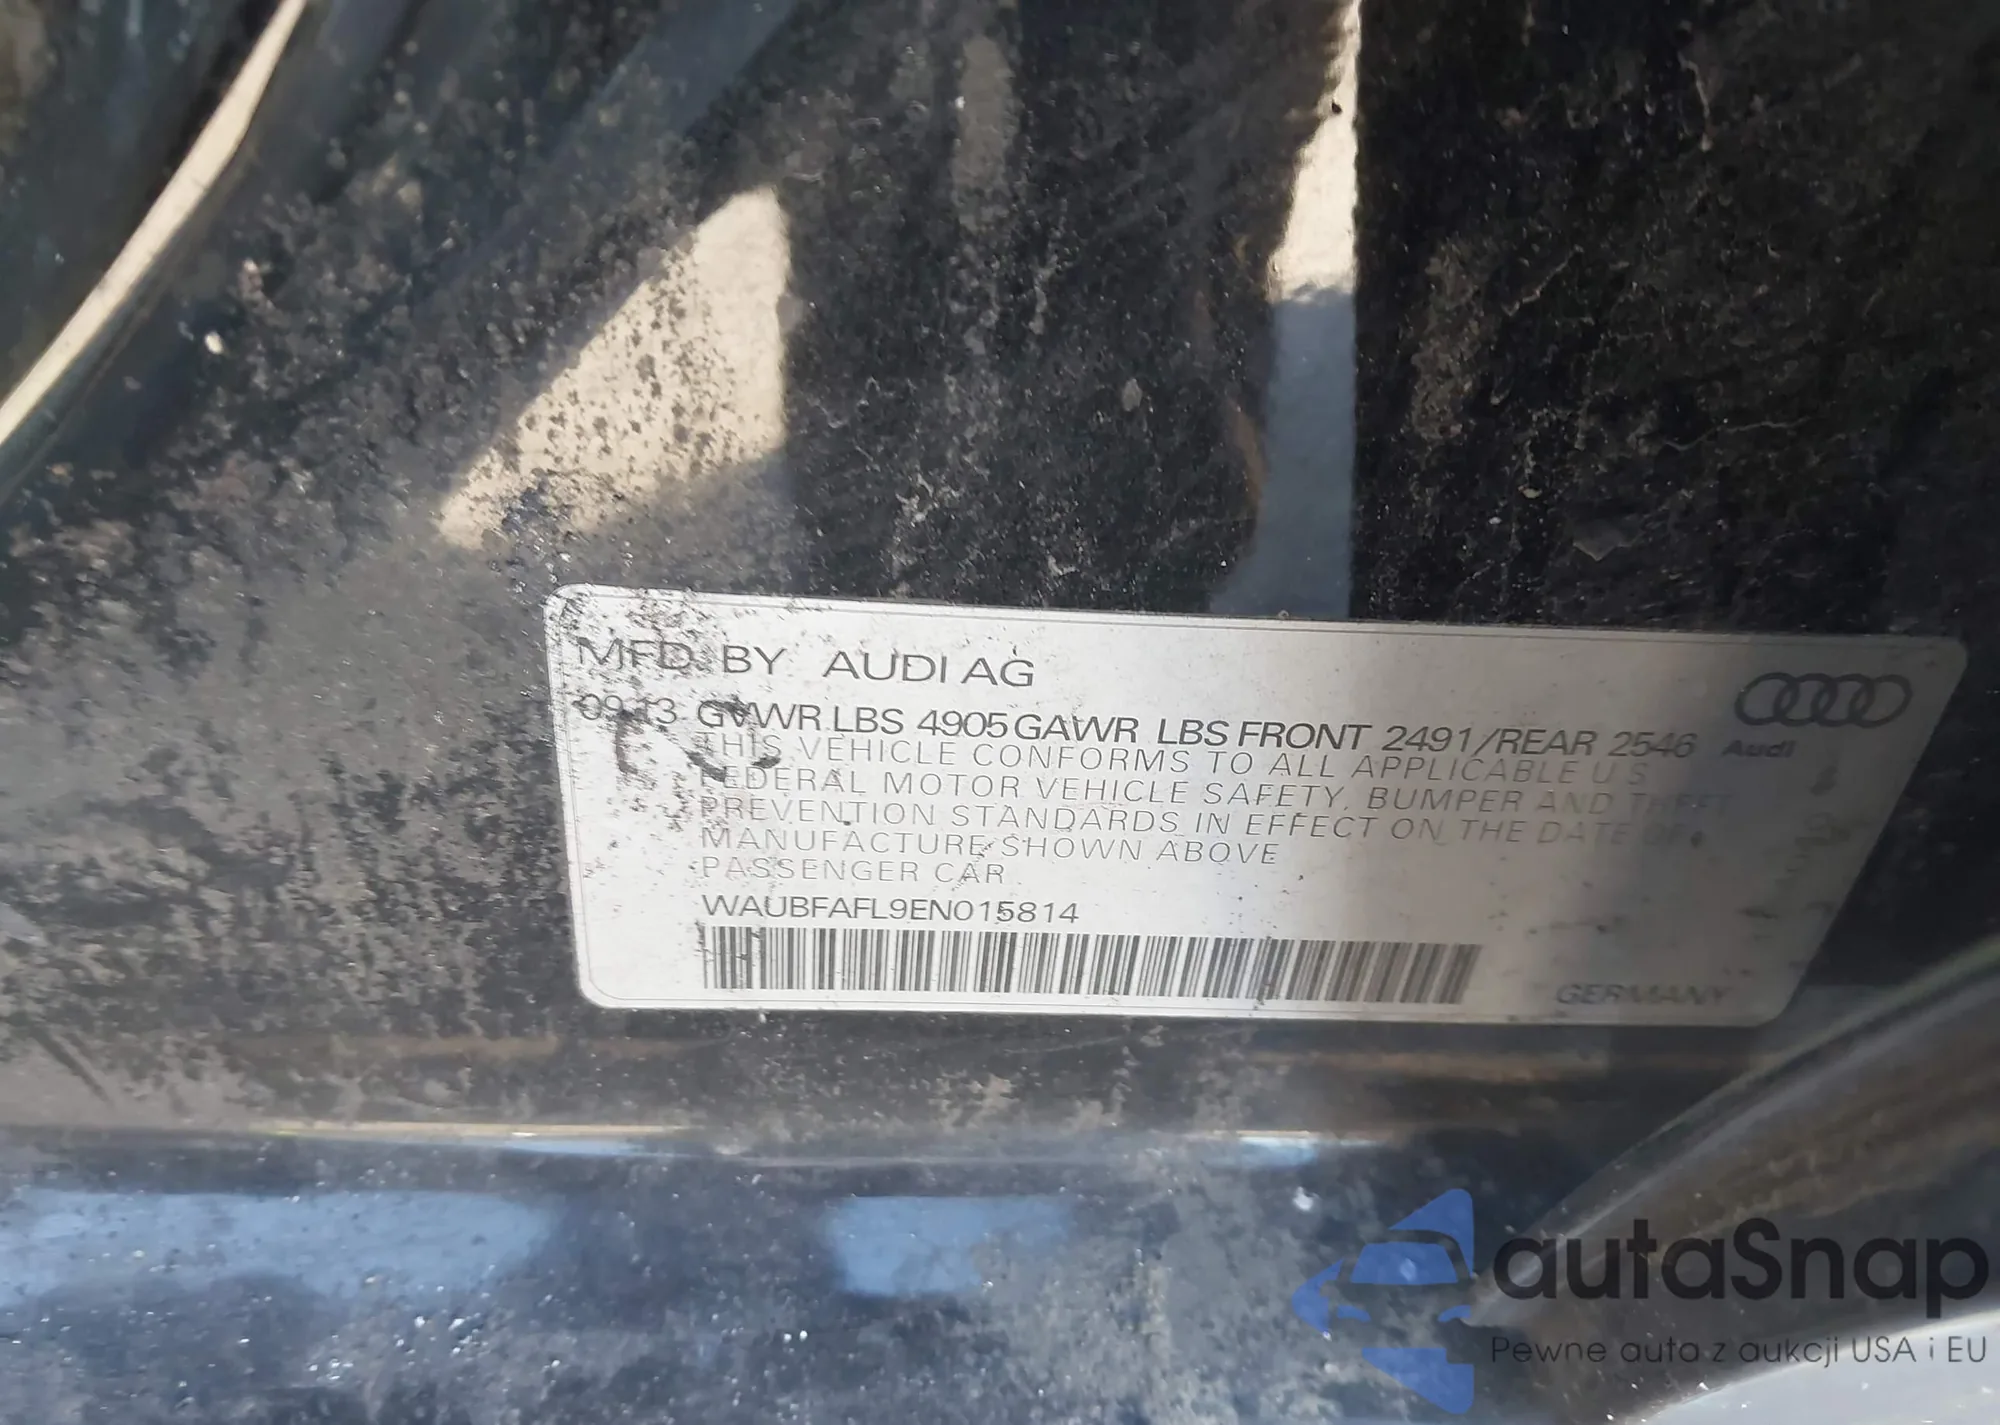 MFD. BY AUDI AG
09.13 GVWR LBS 4905 GAWR LBS FRONT 2491/REAR 2546
Audi
THIS VEHICLE CONFORMS TO ALL APPLICABLE U S
FEDERAL MOTOR VEHICLE SAFETY, BUMPER AND THEFT
PREVENTION STANDARDS IN EFFECT ON THE DATE OF
MANUFACTURE SHOWN ABOVE
PASSENGER CAR
WAUBFAFL9EN015814
GERMANY
autaSnap
Pewne auta z aukcji USA i EU